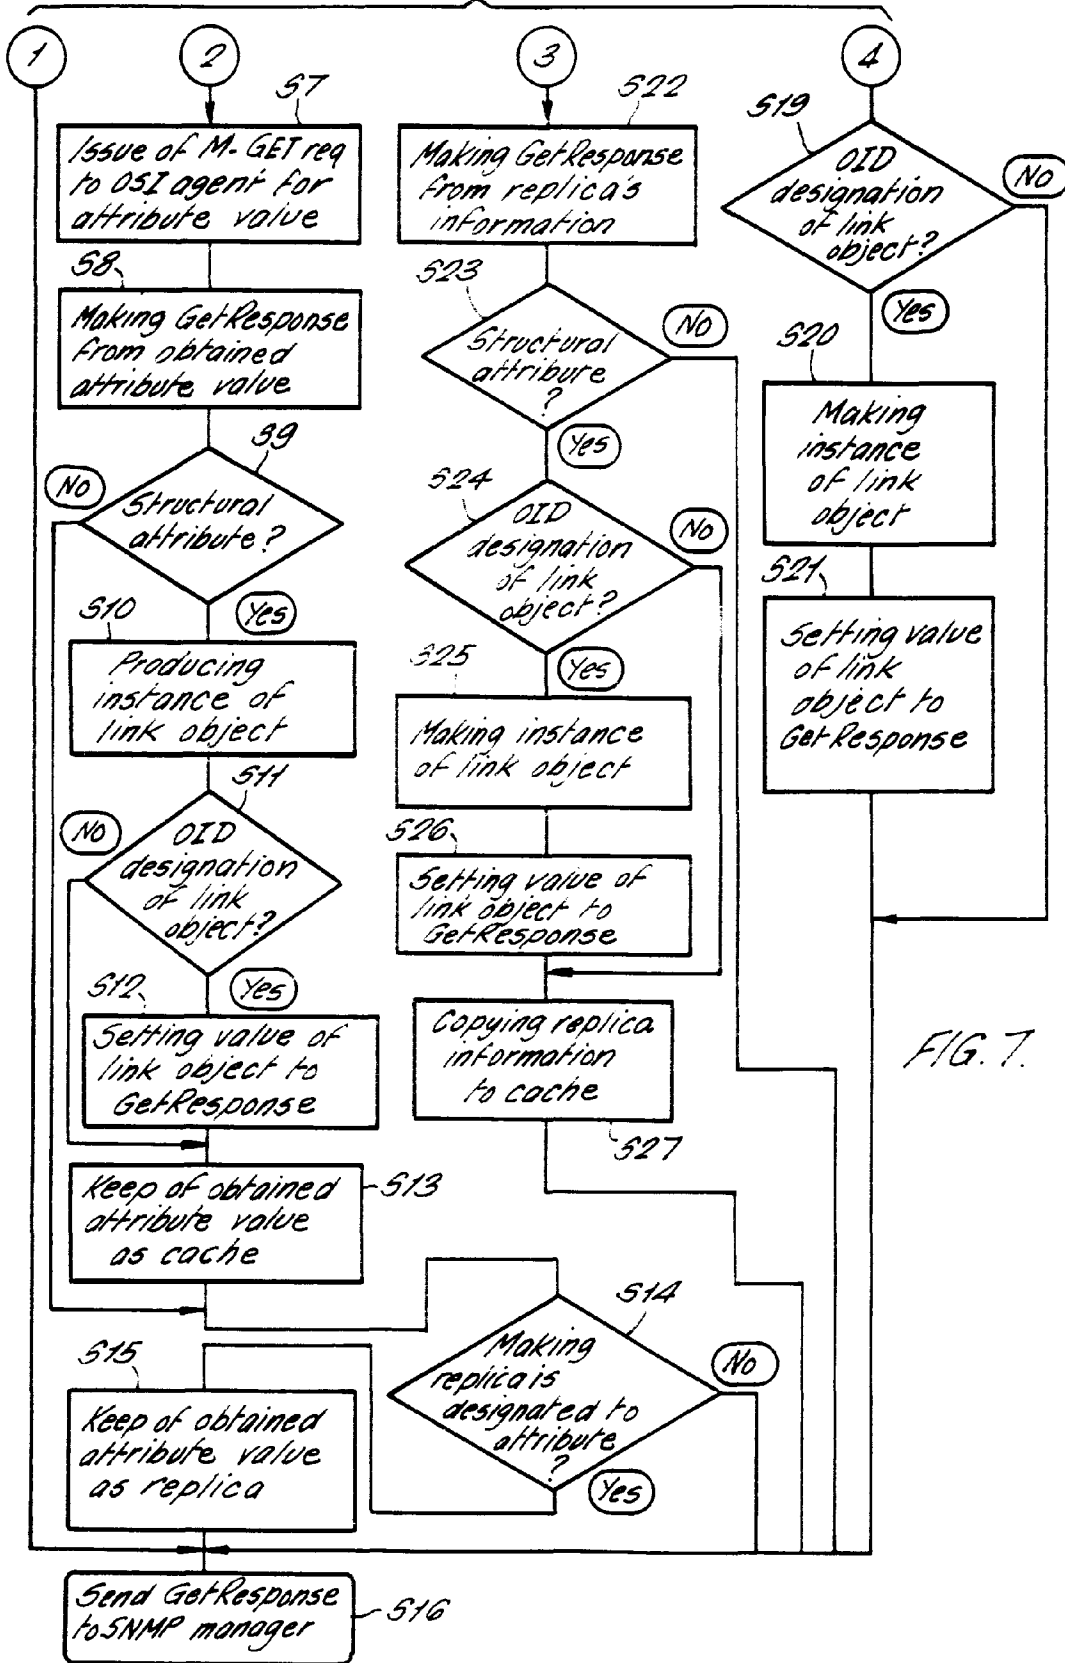 1
2
3
4
S7
Issue of M-GET req
to OSI agent for
attribute value
S8
Making GetResponse
from obtained
attribute value
S9
No
Structural
attribute?
Yes
S10
Producing
instance of
link object
S11
No
OID
designation
of link
object?
Yes
S12
Setting value of
link object to
GetResponse
Keep of obtained
attribute value
as cache
S13
S15
Keep of obtained
attribute value
as replica
Send GetResponse
to SNMP manager
S16
S22
Making GetResponse
from replica's
information
S23
No
Structural
attribute
?
Yes
S24
OID
designation
of link
object?
No
Yes
S25
Making instance
of link object
S26
Setting value of
link object to
GetResponse
Copying replica
information
to cache
S27
S14
Making
replica is
designated to
attribute
?
No
Yes
S19
OID
designation
of link
object?
No
Yes
S20
Making
instance
of link
object
S21
Setting value
of link
object to
GetResponse
FIG. 7.